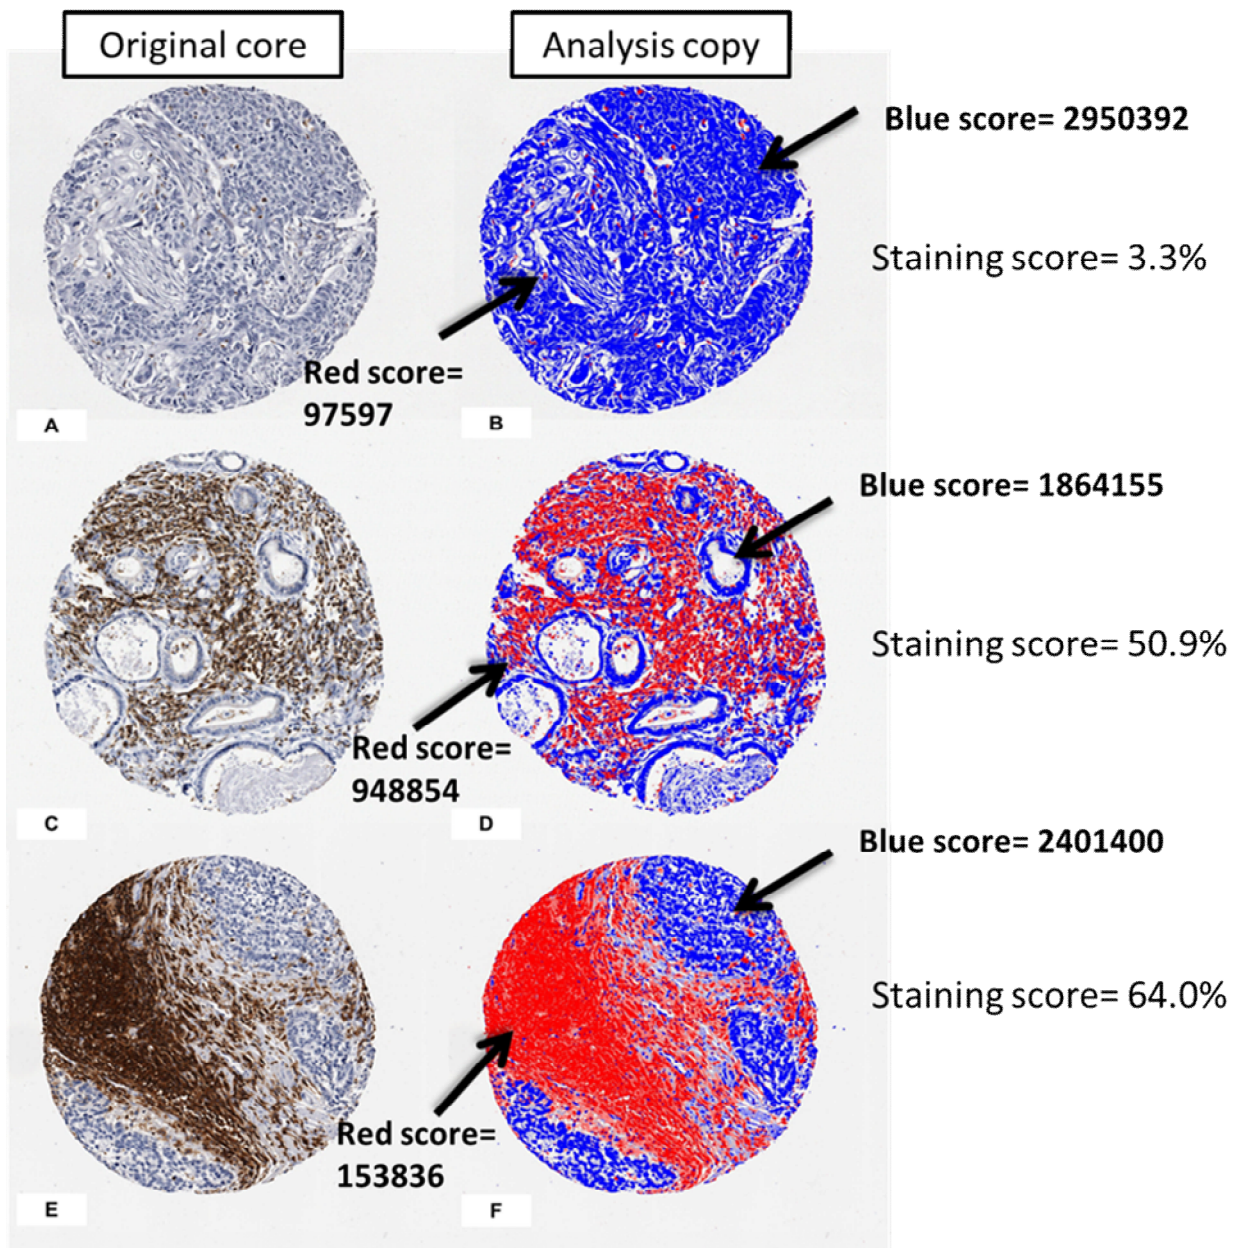 Original core
Analysis copy
Blue score= 2950392
Staining score= 3.3%
Red score=
97597
A
B
Blue score= 1864155
Staining score= 50.9%
Red score=
948854
C
D
Blue score= 2401400
Staining score= 64.0%
Red score=
153836
E
F